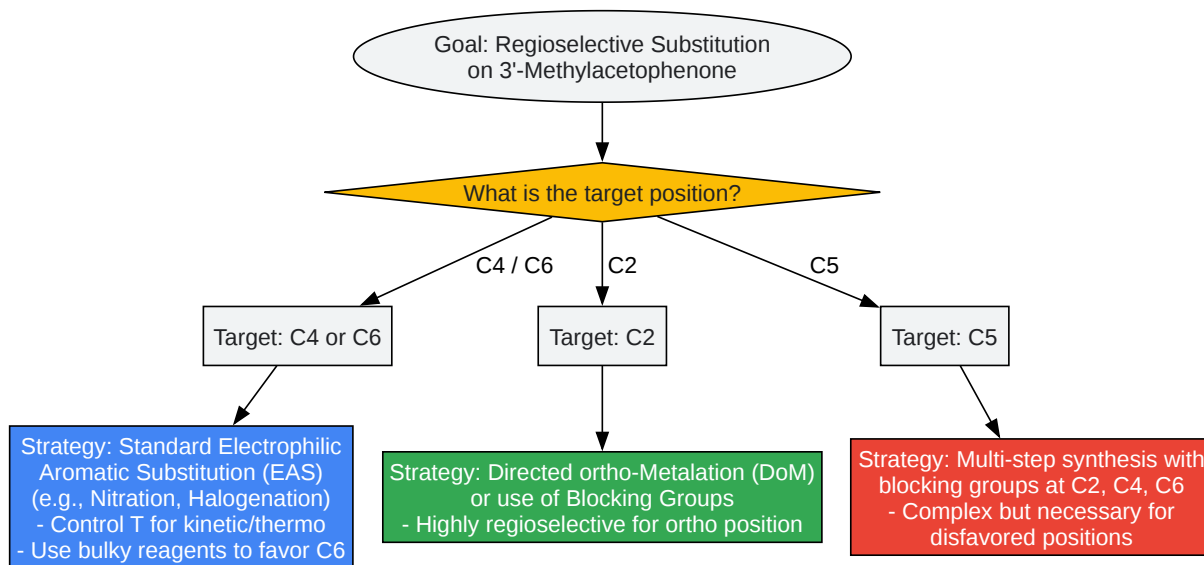 Goal: Regioselective Substitution
on 3'-Methylacetophenone
What is the target position?
C4 / C6
C2
C5
Target: C4 or C6
Target: C2
Target: C5
Strategy: Standard Electrophilic
Aromatic Substitution (EAS)
(e.g., Nitration, Halogenation)
- Control T for kinetic/thermo
- Use bulky reagents to favor C6
Strategy: Directed ortho-Metalation (DoM)
or use of Blocking Groups
- Highly regioselective for ortho position
Strategy: Multi-step synthesis with
blocking groups at C2, C4, C6
- Complex but necessary for
disfavored positions